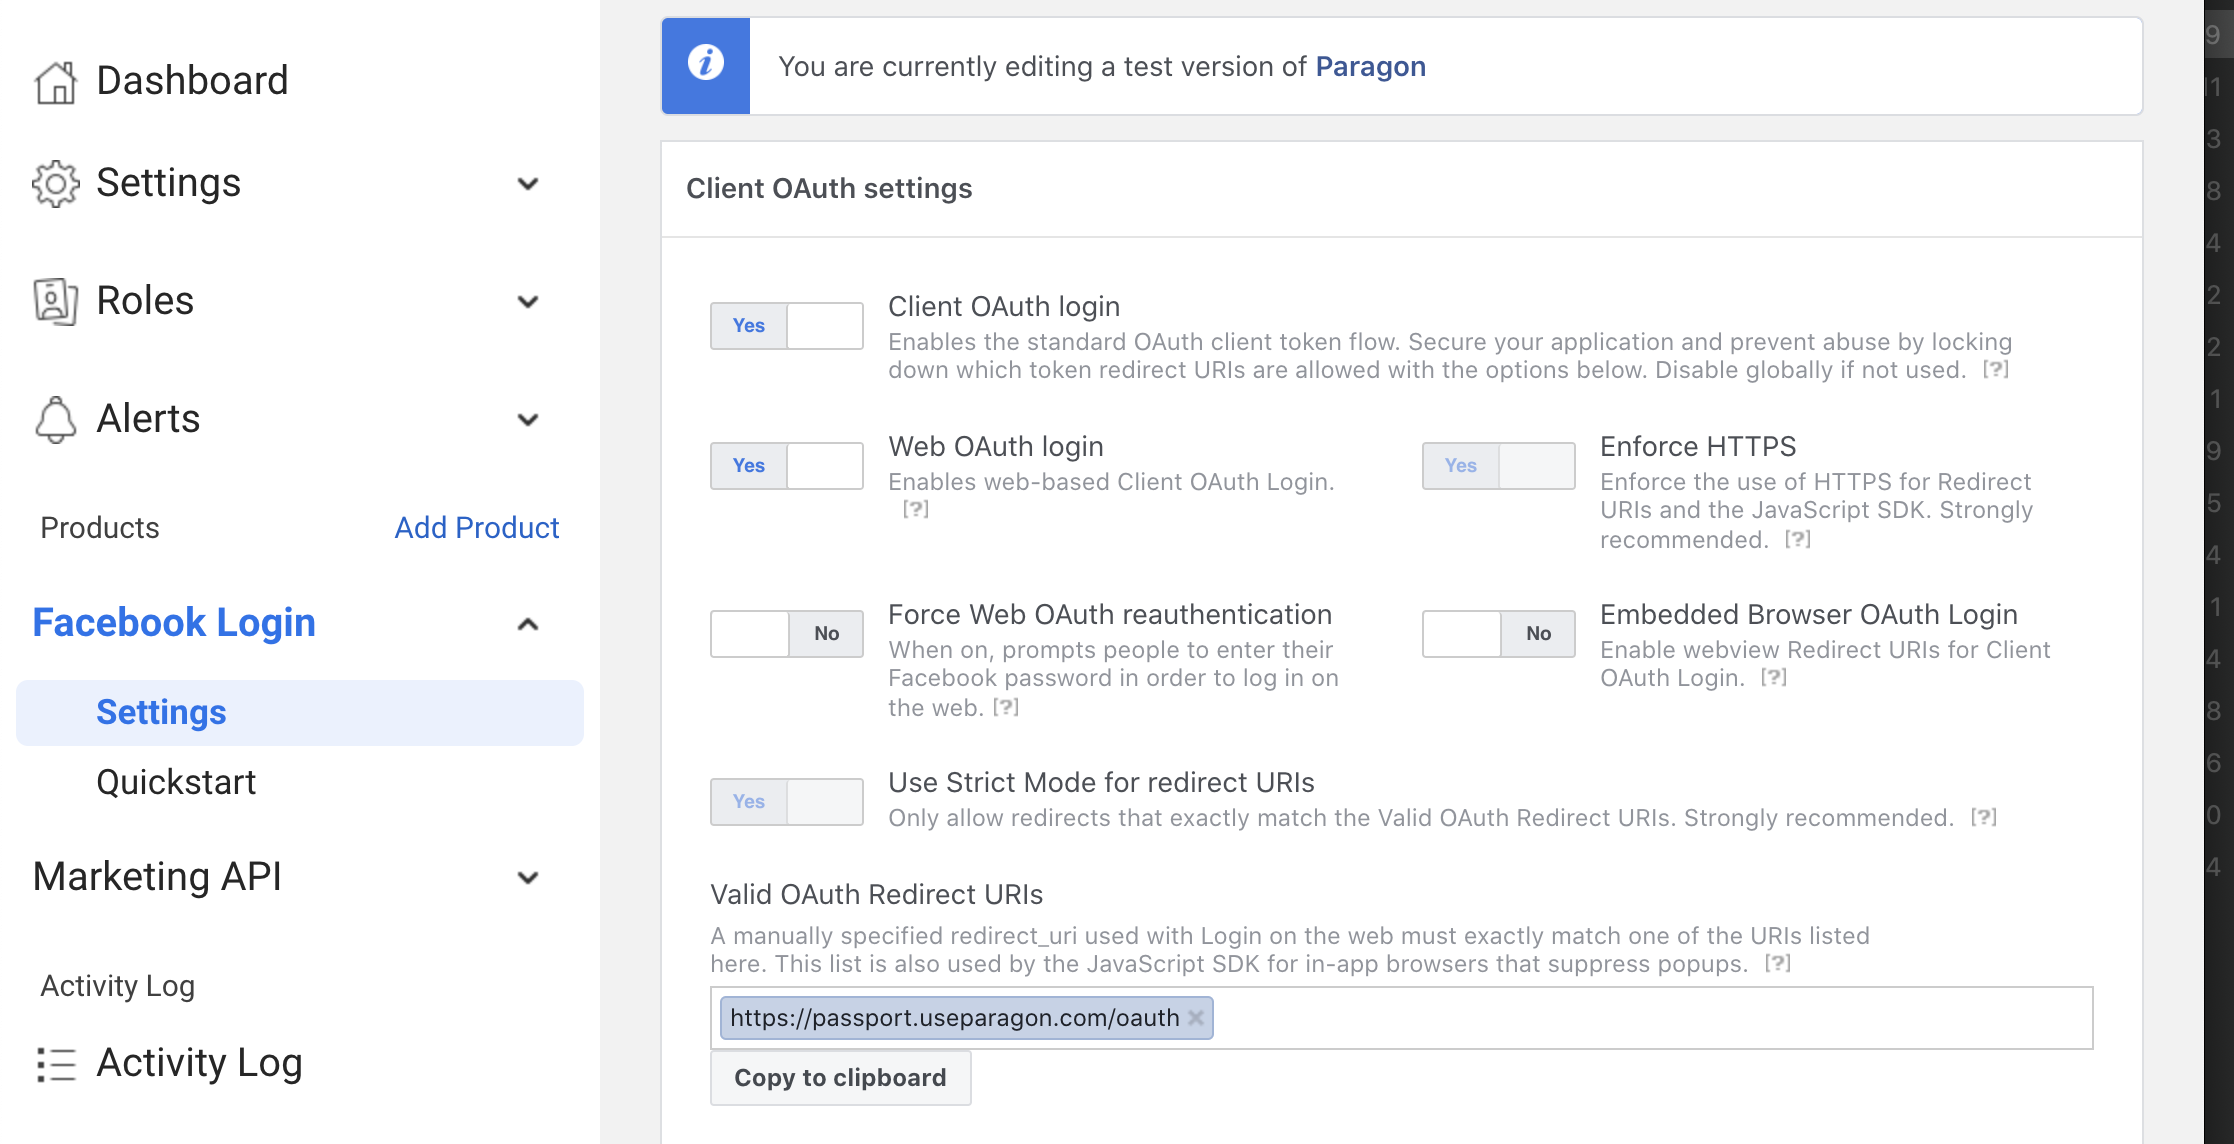 Dashboard
Settings
Roles
Alerts
Products
Add Product
Facebook Login
Settings
Quickstart
Marketing API
Activity Log
Activity Log
You are currently editing a test version of Paragon
Client OAuth settings
Yes
Client OAuth login
Enables the standard OAuth client token flow. Secure your application and prevent abuse by locking
down which token redirect URIs are allowed with the options below. Disable globally if not used. [?]
Yes
Web OAuth login
Enables web-based Client OAuth Login.
[?]
Yes
Enforce HTTPS
Enforce the use of HTTPS for Redirect
URIs and the JavaScript SDK. Strongly
recommended. [?]
No
Force Web OAuth reauthentication
When on, prompts people to enter their
Facebook password in order to log in on
the web. [?]
No
Embedded Browser OAuth Login
Enable webview Redirect URIs for Client
OAuth Login. [?]
Yes
Use Strict Mode for redirect URIs
Only allow redirects that exactly match the Valid OAuth Redirect URIs. Strongly recommended. [?]
Valid OAuth Redirect URIs
A manually specified redirect_uri used with Login on the web must exactly match one of the URIs listed
here. This list is also used by the JavaScript SDK for in-app browsers that suppress popups. [?]
https://passport.useparagon.com/oauth
Copy to clipboard
9
11
3
8
4
2
2
1
9
5
4
1
4
8
6
0
4